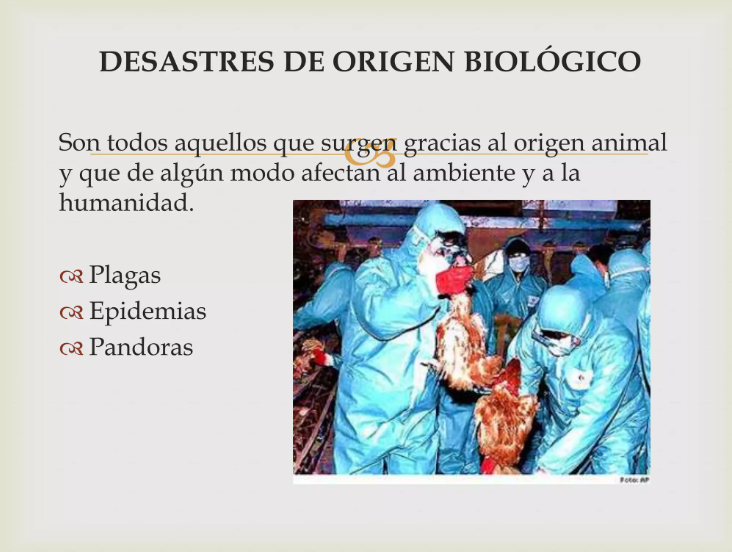 DESASTRES DE ORIGEN BIOLÓGICO
Son todos aquellos que surgen gracias al origen animal
y que de algún modo afectan al ambiente y a la
humanidad.
Plagas
Epidemias
Pandoras
Foto: AP